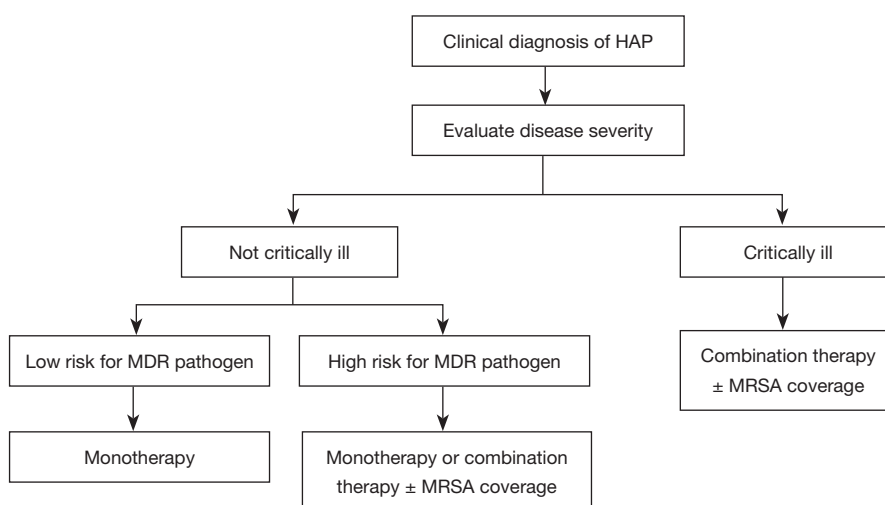 Clinical diagnosis of HAP
Evaluate disease severity
Not critically ill
Critically ill
Low risk for MDR pathogen
High risk for MDR pathogen
Combination therapy
± MRSA coverage
Monotherapy
Monotherapy or combination
therapy ± MRSA coverage